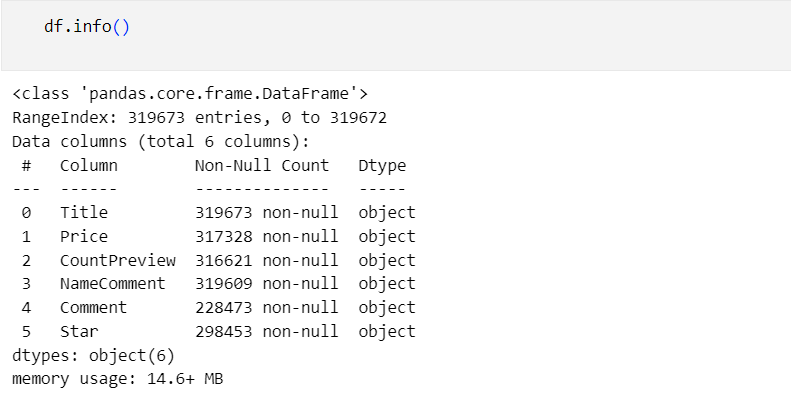 df.info()
<class 'pandas.core.frame.DataFrame'>
RangeIndex: 319673 entries, 0 to 319672
Data columns (total 6 columns):
 #   Column        Non-Null Count   Dtype
---  ------        --------------   -----
 0   Title         319673 non-null  object
 1   Price         317328 non-null  object
 2   CountPreview  316621 non-null  object
 3   NameComment   319609 non-null  object
 4   Comment       228473 non-null  object
 5   Star          298453 non-null  object
dtypes: object(6)
memory usage: 14.6+ MB